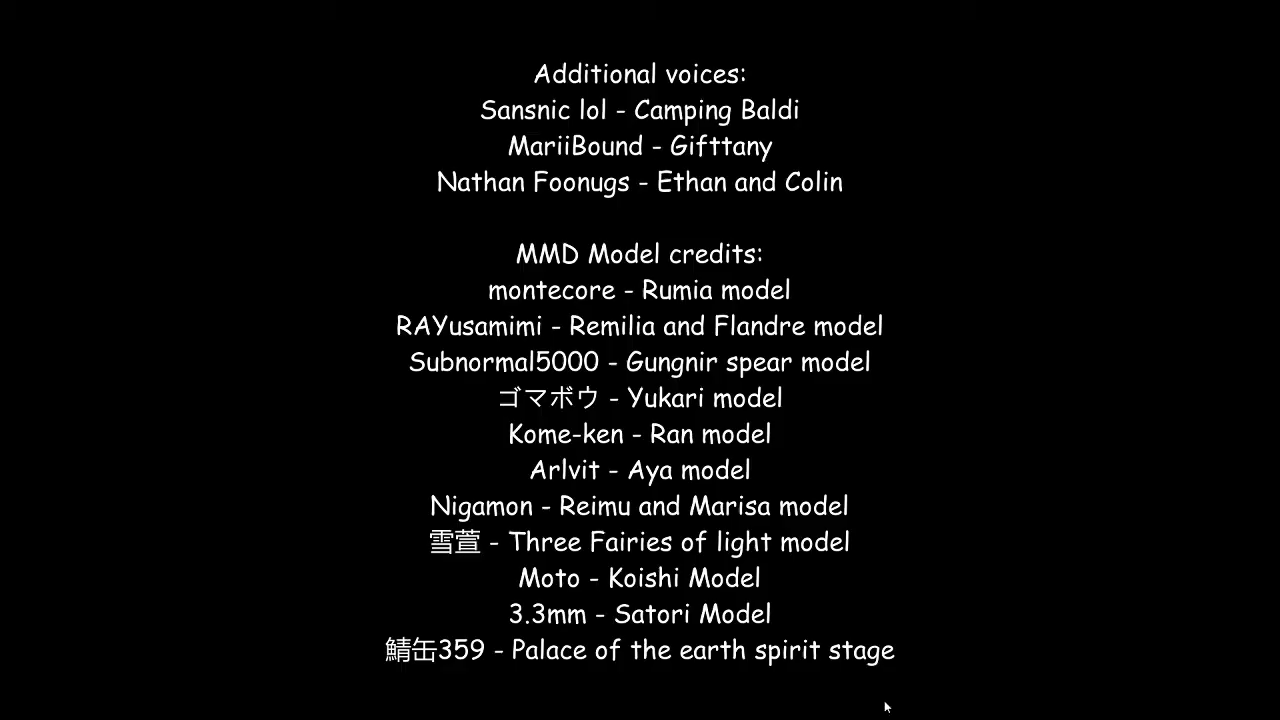 Additional voices:
Sansnic lol - Camping Baldi
MariiBound - Gifttany
Nathan Foonugs - Ethan and Colin
MMD Model credits:
montecore - Rumia model
RAYusamimi - Remilia and Flandre model
Subnormal5000 - Gungnir spear model
ゴマボウ - Yukari model
Kome-ken - Ran model
Arlvit - Aya model
Nigamon - Reimu and Marisa model
雪萱 - Three Fairies of light model
Moto - Koishi Model
3.3mm - Satori Model
鯖缶359 - Palace of the earth spirit stage